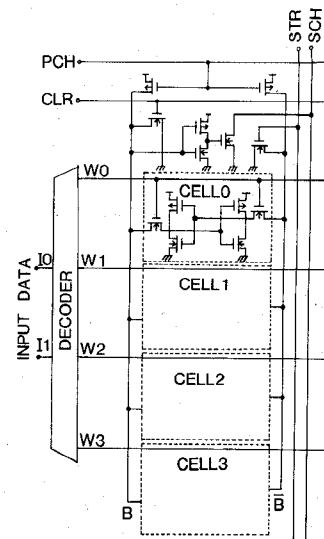 STR
SCH
PCH
CLR
W0
CELL0
I0
W1
CELL1
INPUT DATA
DECODER
I1
W2
CELL2
W3
CELL3
B
B̅